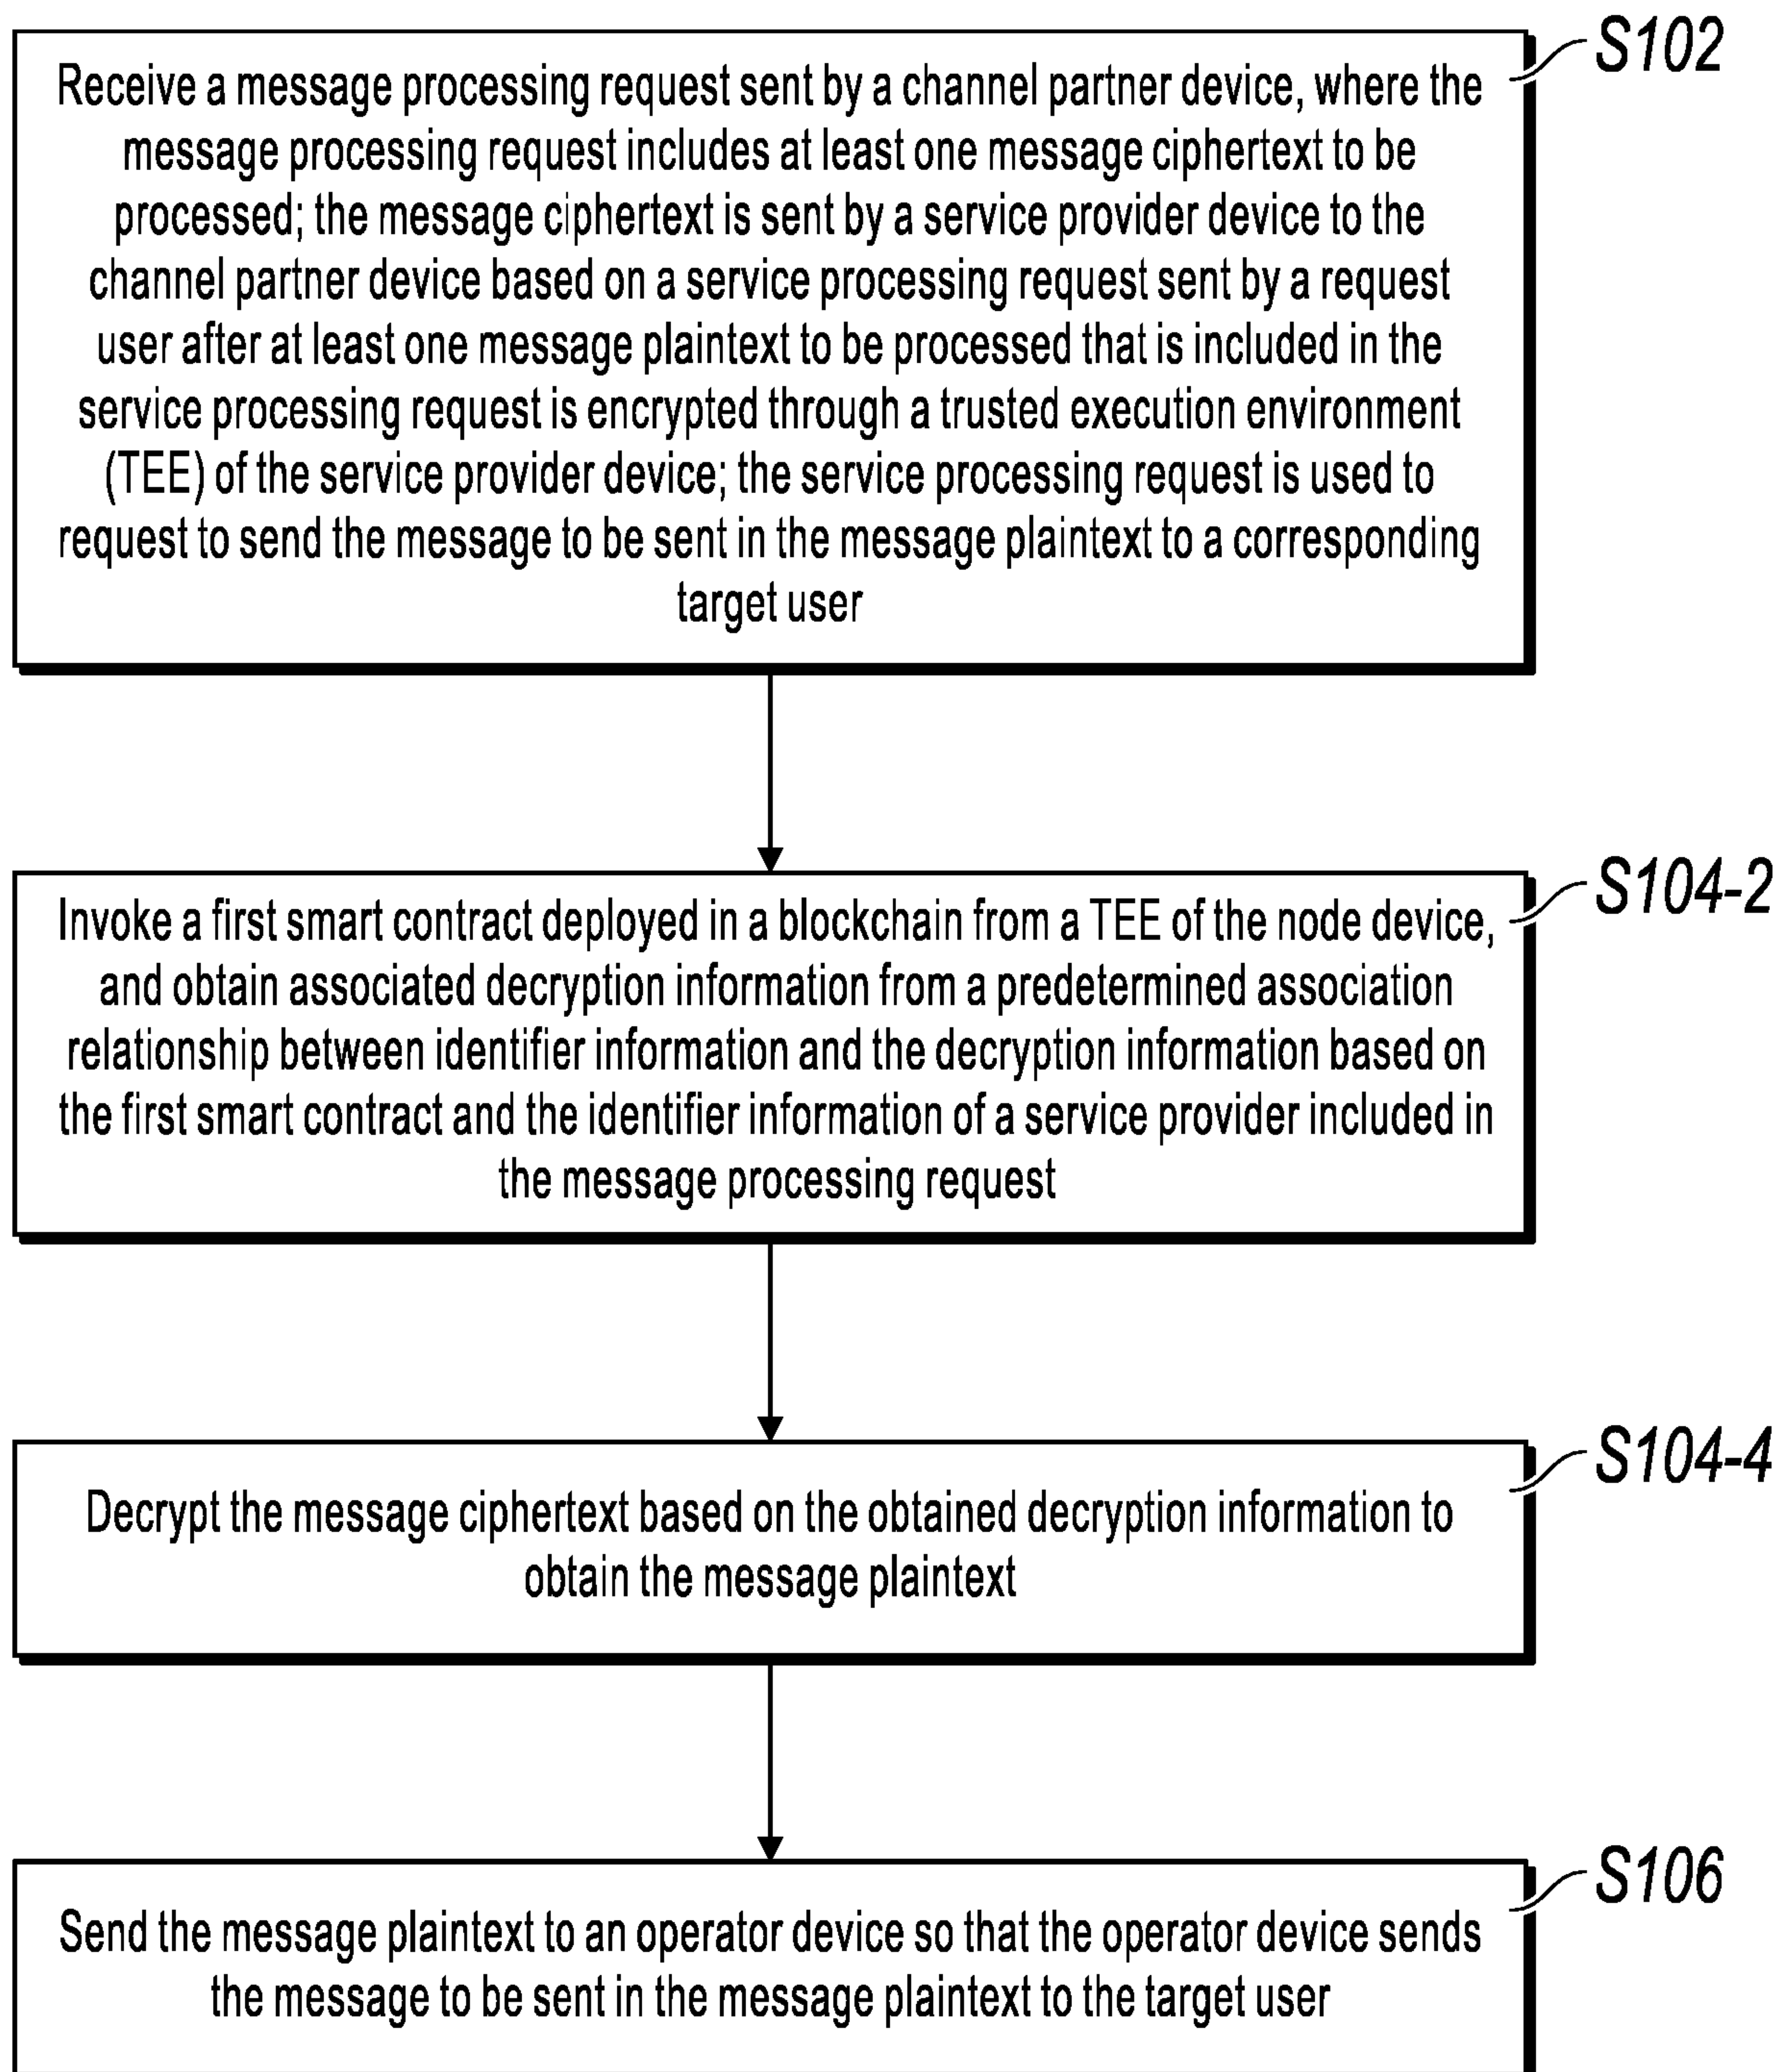 S102
Receive a message processing request sent by a channel partner device, where the
message processing request includes at least one message ciphertext to be
processed; the message ciphertext is sent by a service provider device to the
channel partner device based on a service processing request sent by a request
user after at least one message plaintext to be processed that is included in the
service processing request is encrypted through a trusted execution environment
(TEE) of the service provider device; the service processing request is used to
request to send the message to be sent in the message plaintext to a corresponding
target user
S104-2
Invoke a first smart contract deployed in a blockchain from a TEE of the node device,
and obtain associated decryption information from a predetermined association
relationship between identifier information and the decryption information based on
the first smart contract and the identifier information of a service provider included in
the message processing request
S104-4
Decrypt the message ciphertext based on the obtained decryption information to
obtain the message plaintext
S106
Send the message plaintext to an operator device so that the operator device sends
the message to be sent in the message plaintext to the target user